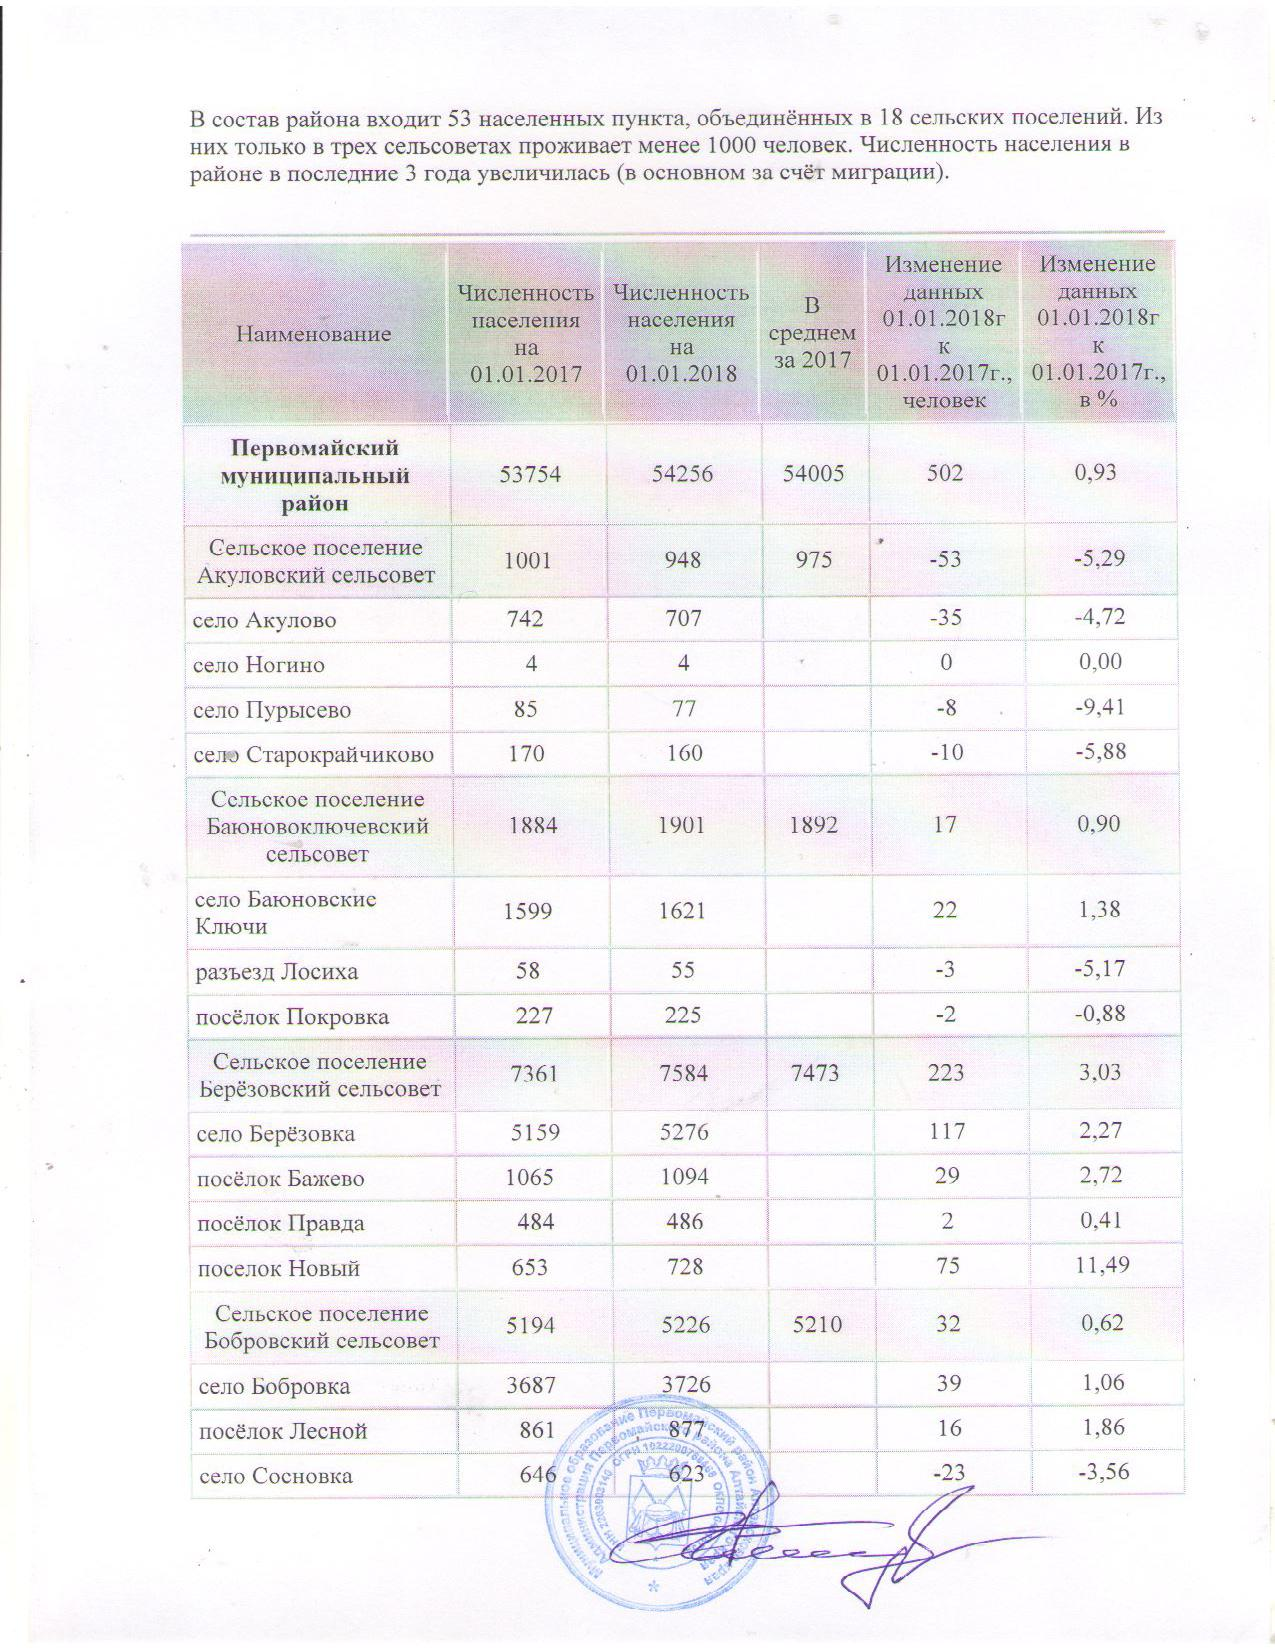 В состав района входит 53 населенных пункта, объединённых в 18 сельских поселений. Из
них только в трех сельсоветах проживает менее 1000 человек. Численность населения в
районе в последние 3 года увеличилась (в основном за счёт миграции).
Наименование
Численность
населения
на
01.01.2017
Численность
населения
на
01.01.2018
В
среднем
за 2017
Изменение
данных
01.01.2018г
к
01.01.2017г.,
человек
Изменение
данных
01.01.2018г
к
01.01.2017г.,
в %
Первомайский
муниципальный
район
53754 54256 54005 502 0,93
Сельское поселение
Акуловский сельсовет
1001 948 975 -53 -5,29
село Акулово 742 707 -35 -4,72
село Ногино 4 4 0 0,00
село Пурысево 85 77 -8 -9,41
село Старокрайчиково 170 160 -10 -5,88
Сельское поселение
Баюновоключевский
сельсовет
1884 1901 1892 17 0,90
село Баюновские
Ключи
1599 1621 22 1,38
разъезд Лосиха 58 55 -3 -5,17
посёлок Покровка 227 225 -2 -0,88
Сельское поселение
Берёзовский сельсовет
7361 7584 7473 223 3,03
село Берёзовка 5159 5276 117 2,27
посёлок Бажево 1065 1094 29 2,72
посёлок Правда 484 486 2 0,41
поселок Новый 653 728 75 11,49
Сельское поселение
Бобровский сельсовет
5194 5226 5210 32 0,62
село Бобровка 3687 3726 39 1,06
посёлок Лесной 861 877 16 1,86
село Сосновка 646 623 -23 -3,56
Муниципальное образование Первомайский район Алтайского края
Администрация Первомайского района